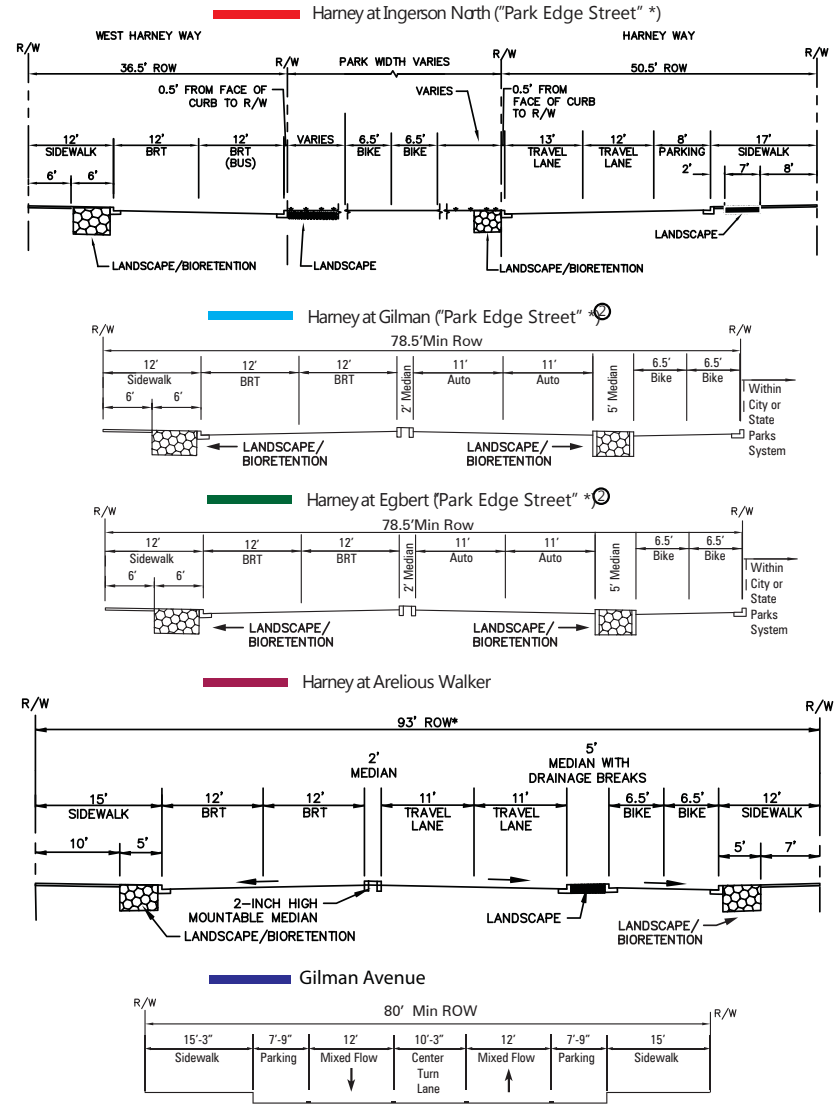 Harney at Ingerson North ("Park Edge Street" *)
WEST HARNEY WAY
HARNEY WAY
R/W
R/W
R/W
R/W
36.5' ROW
PARK WIDTH VARIES
50.5' ROW
0.5' FROM FACE OF
CURB TO R/W
VARIES
0.5' FROM
FACE OF CURB
TO R/W
12'
SIDEWALK
12'
BRT
12'
BRT
(BUS)
VARIES
6.5'
BIKE
6.5'
BIKE
13'
TRAVEL
LANE
12'
TRAVEL
LANE
8'
PARKING
17'
SIDEWALK
6'
6'
2'
7'
8'
LANDSCAPE
LANDSCAPE/BIORETENTION
LANDSCAPE
LANDSCAPE/BIORETENTION
Harney at Gilman ("Park Edge Street" *) 2
R/W
R/W
78.5'Min Row
12'
Sidewalk
12'
BRT
12'
BRT
2' Median
11'
Auto
11'
Auto
5' Median
6.5'
Bike
6.5'
Bike
6'
6'
Within
City or
State
Parks
System
LANDSCAPE/
BIORETENTION
LANDSCAPE/
BIORETENTION
Harney at Egbert ("Park Edge Street" *) 2
R/W
R/W
78.5'Min Row
12'
Sidewalk
12'
BRT
12'
BRT
2' Median
11'
Auto
11'
Auto
5' Median
6.5'
Bike
6.5'
Bike
6'
6'
Within
City or
State
Parks
System
LANDSCAPE/
BIORETENTION
LANDSCAPE/
BIORETENTION
Harney at Arelious Walker
R/W
R/W
93' ROW*
2'
MEDIAN
5'
MEDIAN WITH
DRAINAGE BREAKS
15'
SIDEWALK
12'
BRT
12'
BRT
11'
TRAVEL
LANE
11'
TRAVEL
LANE
6.5'
BIKE
6.5'
BIKE
12'
SIDEWALK
10'
5'
5'
7'
2-INCH HIGH
MOUNTABLE MEDIAN
LANDSCAPE/BIORETENTION
LANDSCAPE
LANDSCAPE/
BIORETENTION
Gilman Avenue
R/W
R/W
80' Min ROW
15'-3"
Sidewalk
7'-9"
Parking
12'
Mixed Flow
10'-3"
Center
Turn
Lane
12'
Mixed Flow
7'-9"
Parking
15'
Sidewalk